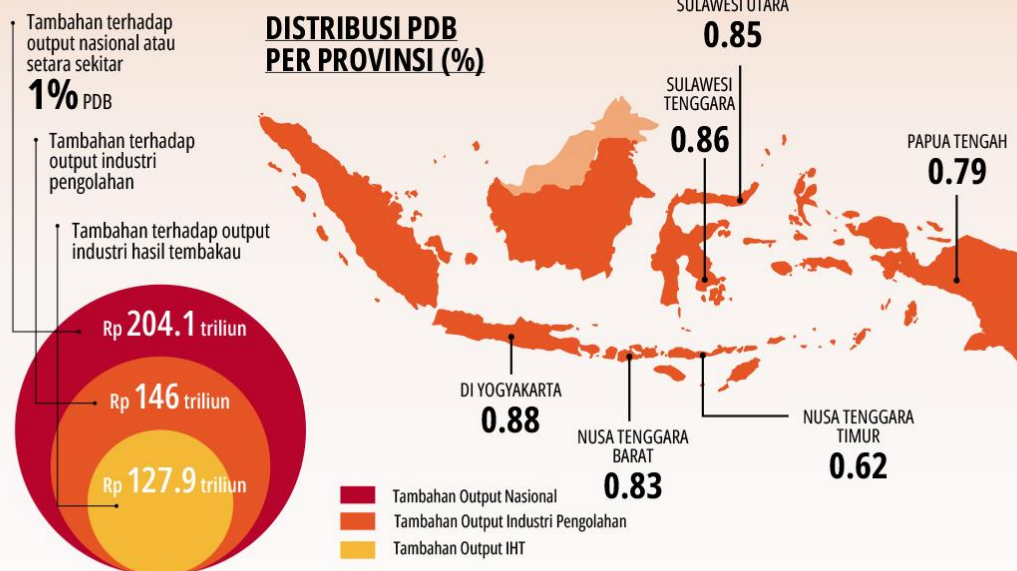 Tambahan terhadap
output nasional atau
setara sekitar
1% PDB
Tambahan terhadap
output industri
pengolahan
Tambahan terhadap output
industri hasil tembakau
Rp 204.1 triliun
Rp 146 triliun
Rp 127.9 triliun
DISTRIBUSI PDB
PER PROVINSI (%)
SULAWESI UTARA
0.85
SULAWESI
TENGGARA
0.86
PAPUA TENGAH
0.79
DI YOGYAKARTA
0.88
NUSA TENGGARA
BARAT
0.83
NUSA TENGGARA
TIMUR
0.62
Tambahan Output Nasional
Tambahan Output Industri Pengolahan
Tambahan Output IHT